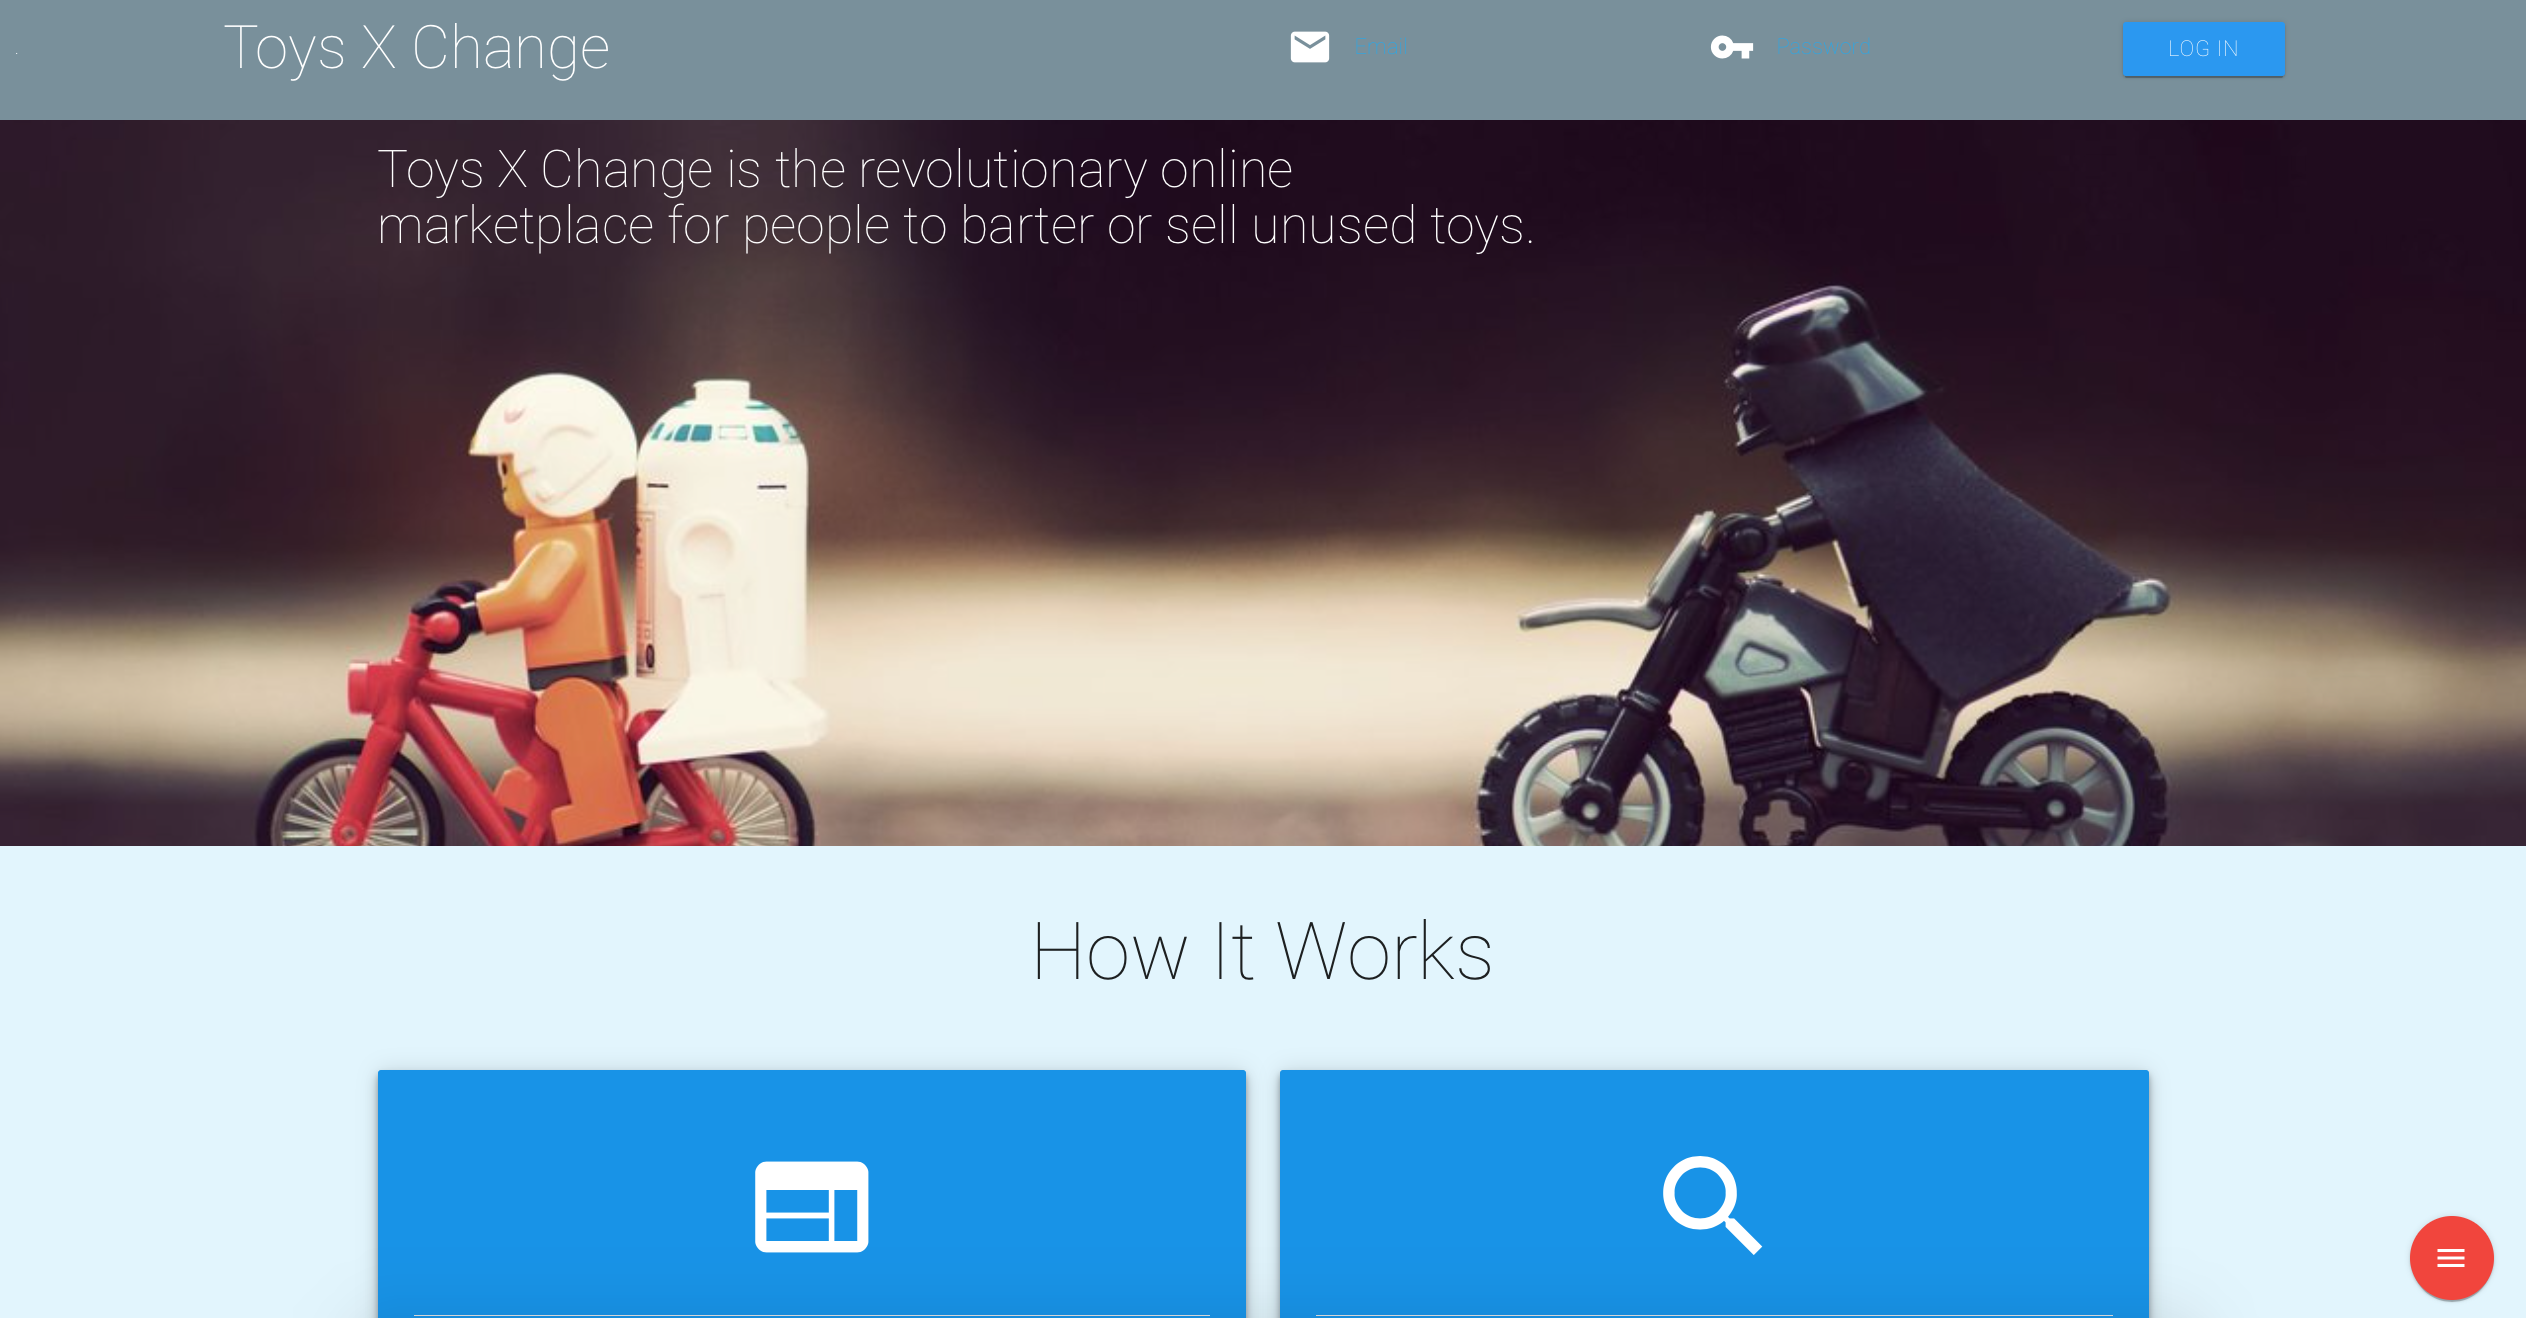 Toys X Change
Email
Password
LOG IN
Toys X Change is the revolutionary online
marketplace for people to barter or sell unused toys.
How It Works